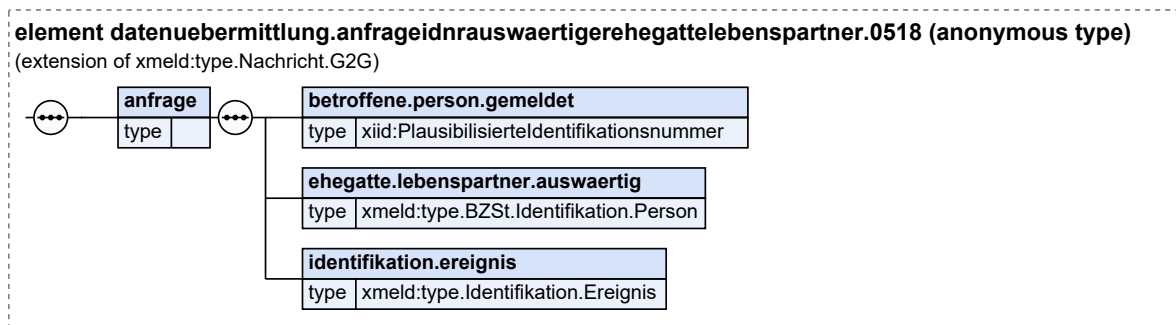 element datenuebermittlung.anfrageidnrauswaertigerehegattelebenspartner.0518 (anonymous type)
(extension of xmeld:type.Nachricht.G2G)
anfrage
type
betroffene.person.gemeldet
type xiid:PlausibilisierteIdentifikationsnummer
ehegatte.lebenspartner.auswaertig
type xmeld:type.BZSt.Identifikation.Person
identifikation.ereignis
type xmeld:type.Identifikation.Ereignis